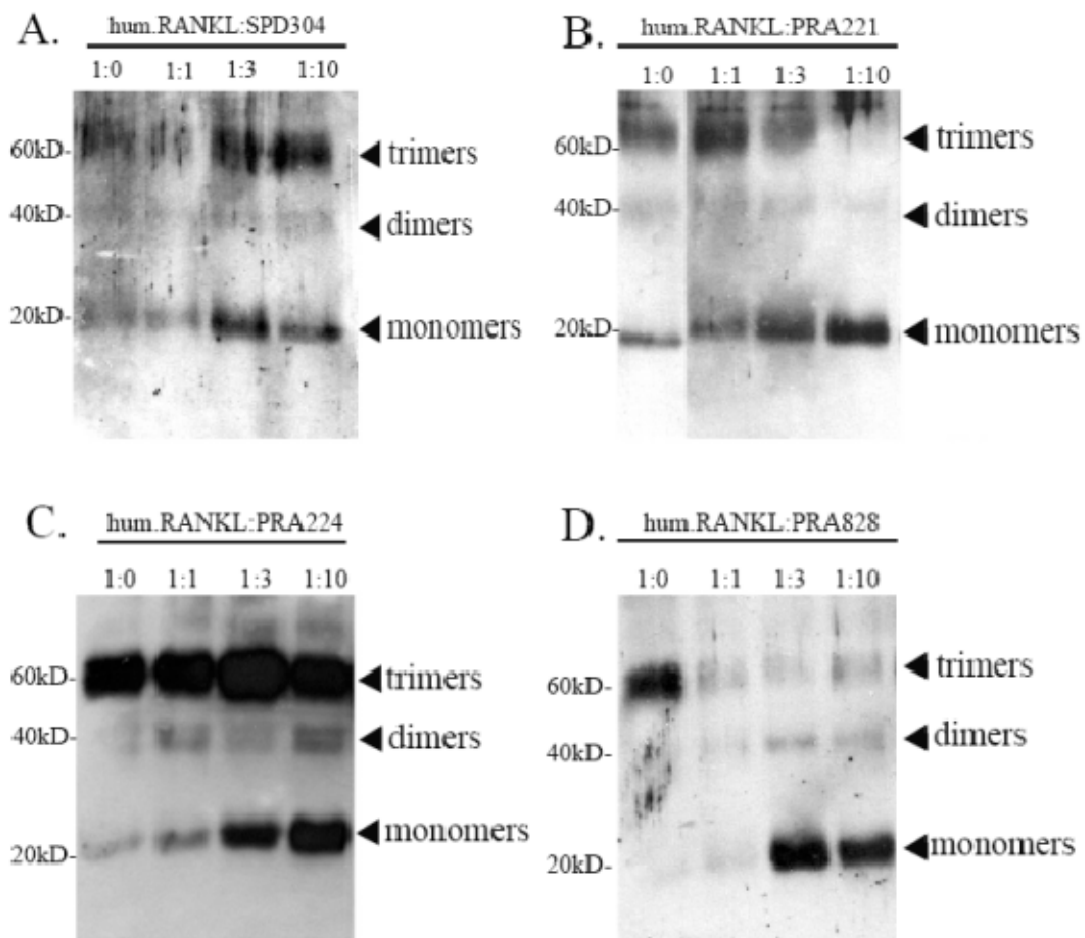 A. hum.RANKL:SPD304
1:0 1:1 1:3 1:10
60kD-
trimers
40kD-
dimers
20kD-
monomers
B. hum.RANKL:PRA221
1:0 1:1 1:3 1:10
60kD-
trimers
40kD-
dimers
20kD-
monomers
C. hum.RANKL:PRA224
1:0 1:1 1:3 1:10
60kD-
trimers
40kD-
dimers
20kD-
monomers
D. hum.RANKL:PRA828
1:0 1:1 1:3 1:10
60kD-
trimers
40kD-
dimers
20kD-
monomers